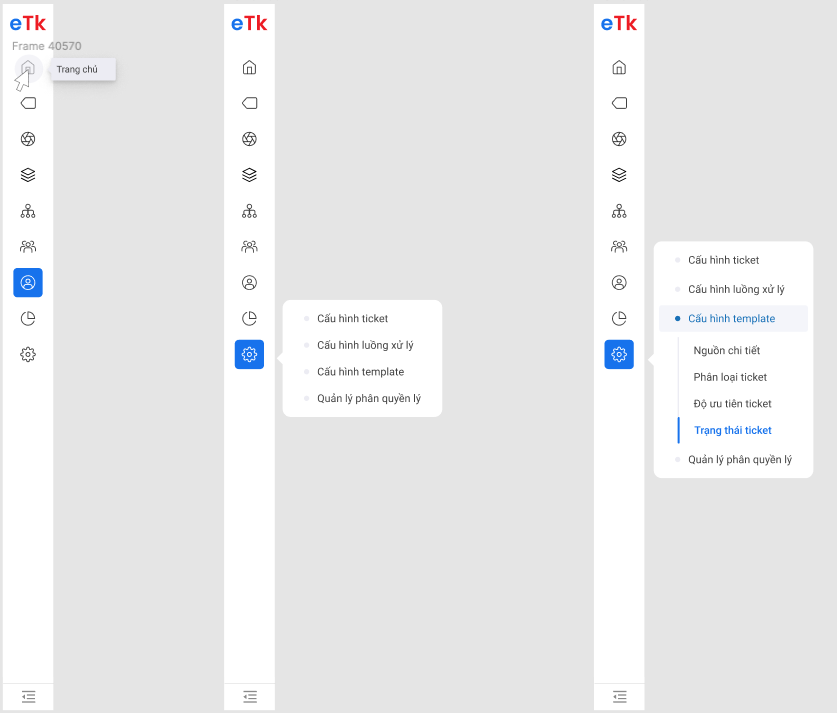 eTk
Frame 40570
Trang chủ
eTk
Cấu hình ticket
Cấu hình luồng xử lý
Cấu hình template
Quản lý phân quyền lý
eTk
Cấu hình ticket
Cấu hình luồng xử lý
Cấu hình template
Nguồn chi tiết
Phân loại ticket
Độ ưu tiên ticket
Trạng thái ticket
Quản lý phân quyền lý